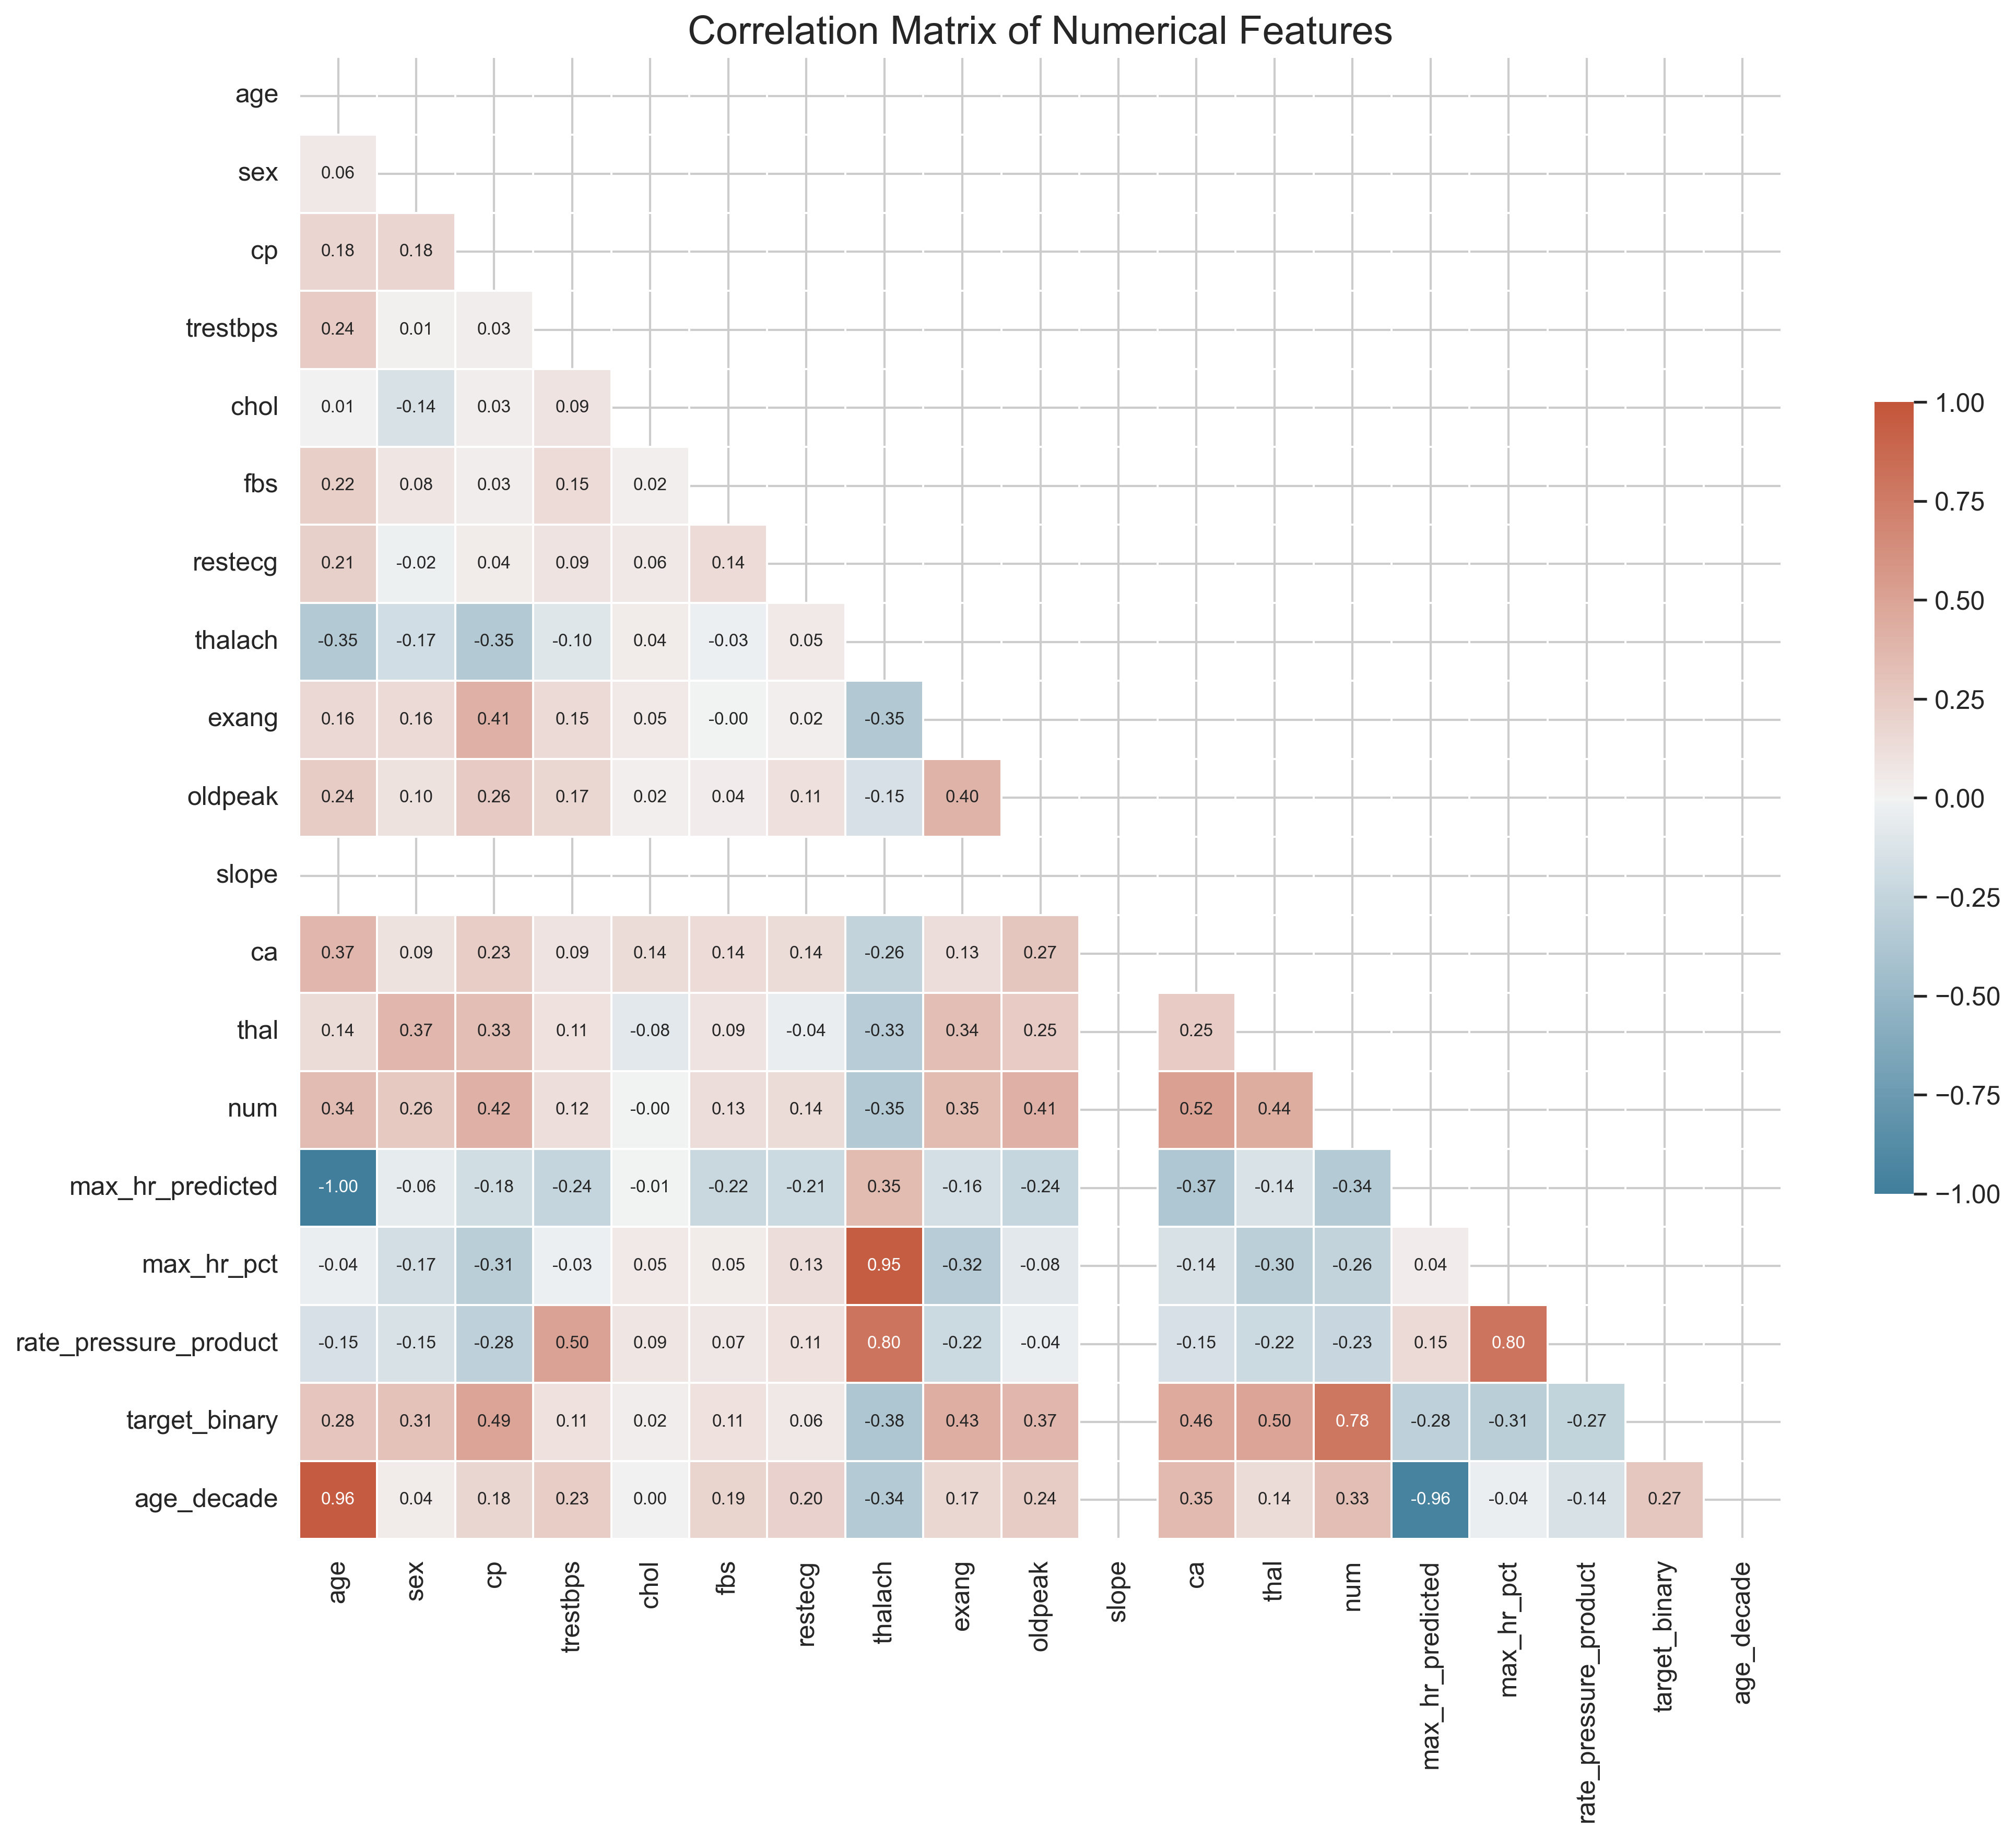 Correlation Matrix of Numerical Features
age
sex 0.06
cp 0.18 0.18
trestbps 0.24 0.01 0.03
chol 0.01 -0.14 0.03 0.09
fbs 0.22 0.08 0.03 0.15 0.02
restecg 0.21 -0.02 0.04 0.09 0.06 0.14
thalach -0.35 -0.17 -0.35 -0.10 0.04 -0.03 0.05
exang 0.16 0.16 0.41 0.15 0.05 -0.00 0.02 -0.35
oldpeak 0.24 0.10 0.26 0.17 0.02 0.04 0.11 -0.15 0.40
slope
ca 0.37 0.09 0.23 0.09 0.14 0.14 0.14 -0.26 0.13 0.27
thal 0.14 0.37 0.33 0.11 -0.08 0.09 -0.04 -0.33 0.34 0.25 0.25
num 0.34 0.26 0.42 0.12 -0.00 0.13 0.14 -0.35 0.35 0.41 0.52 0.44
max_hr_predicted -1.00 -0.06 -0.18 -0.24 -0.01 -0.22 -0.21 0.35 -0.16 -0.24 -0.37 -0.14 -0.34
max_hr_pct -0.04 -0.17 -0.31 -0.03 0.05 0.05 0.13 0.95 -0.32 -0.08 -0.14 -0.30 -0.26 0.04
rate_pressure_product -0.15 -0.15 -0.28 0.50 0.09 0.07 0.11 0.80 -0.22 -0.04 -0.15 -0.22 -0.23 0.15 0.80
target_binary 0.28 0.31 0.49 0.11 0.02 0.11 0.06 -0.38 0.43 0.37 0.46 0.50 0.78 -0.28 -0.31 -0.27
age_decade 0.96 0.04 0.18 0.23 0.00 0.19 0.20 -0.34 0.17 0.24 0.35 0.14 0.33 -0.96 -0.04 -0.14 0.27
age sex cp trestbps chol fbs restecg thalach exang oldpeak slope ca thal num max_hr_predicted max_hr_pct rate_pressure_product target_binary age_decade
1.00
0.75
0.50
0.25
0.00
−0.25
−0.50
−0.75
−1.00